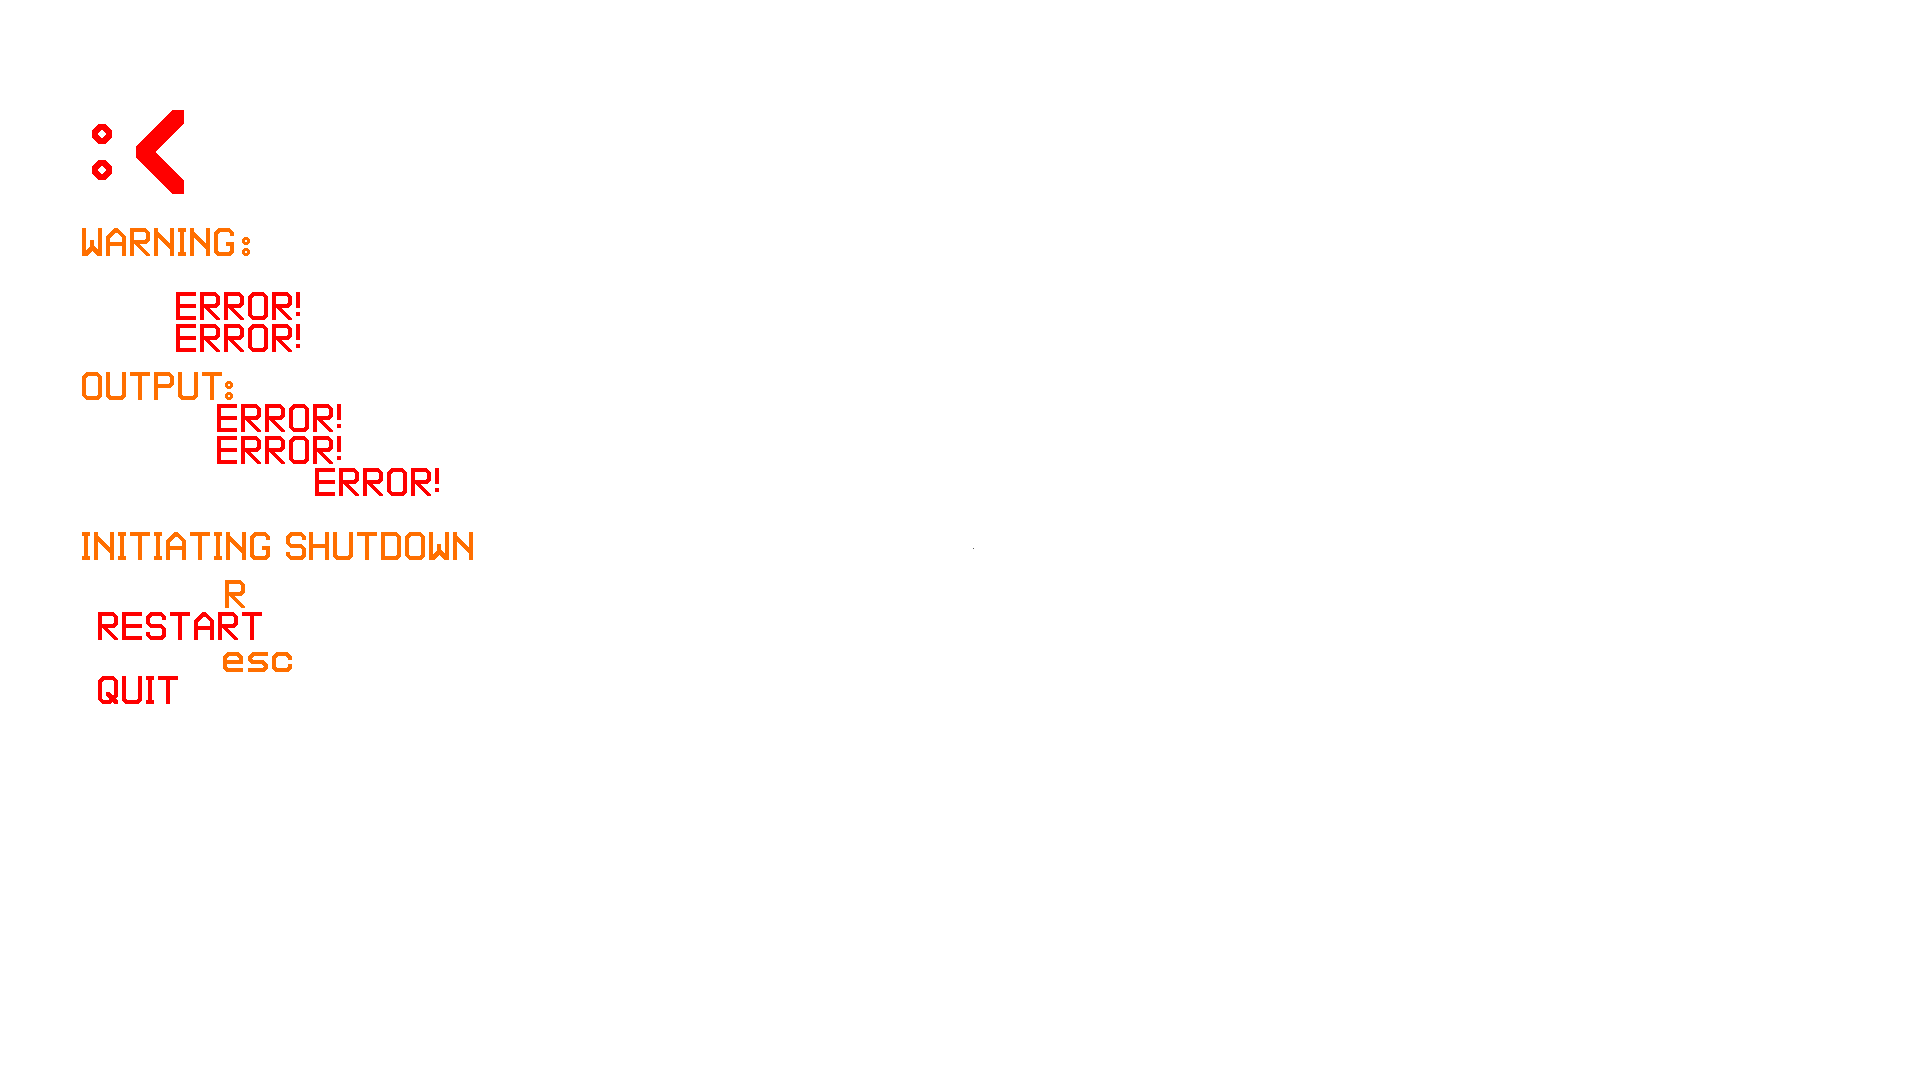 :<
WARNING:
ERROR!
ERROR!
OUTPUT:
ERROR!
ERROR!
ERROR!
INITIATING SHUTDOWN
R
RESTART
esc
QUIT